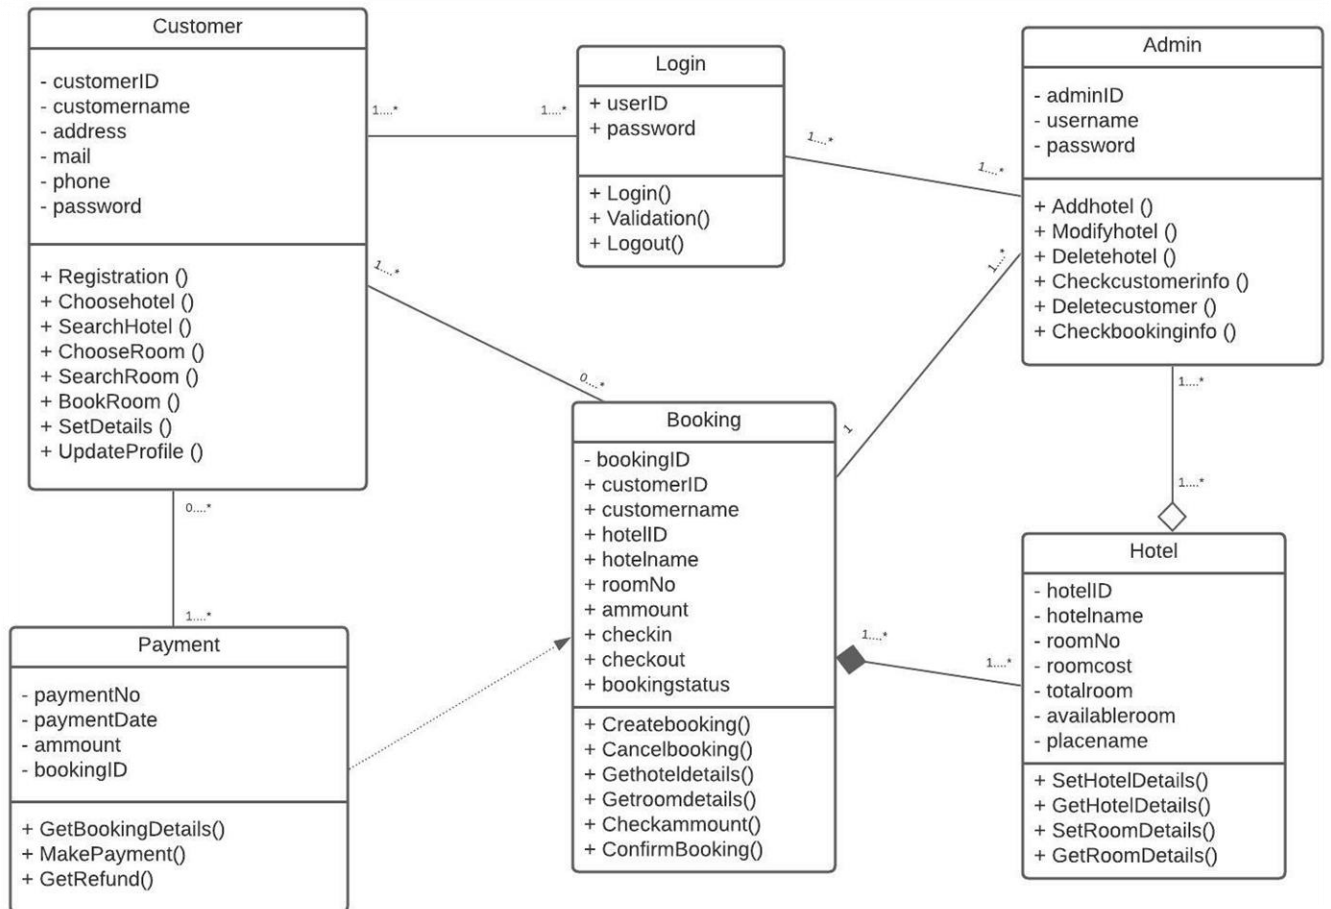 Customer
- customerID
- customername
- address
- mail
- phone
- password
+ Registration ()
+ Choosehotel ()
+ SearchHotel ()
+ ChooseRoom ()
+ SearchRoom ()
+ BookRoom ()
+ SetDetails ()
+ UpdateProfile ()
1....*
1....*
Login
+ userID
+ password
+ Login()
+ Validation()
+ Logout()
1....*
1....*
Admin
- adminID
- username
- password
+ Addhotel ()
+ Modifyhotel ()
+ Deletehotel ()
+ Checkcustomerinfo ()
+ Deletecustomer ()
+ Checkbookinginfo ()
1....*
0....*
1....*
1
1....*
1....*
0....*
1....*
Payment
- paymentNo
- paymentDate
- ammount
- bookingID
+ GetBookingDetails()
+ MakePayment()
+ GetRefund()
Booking
- bookingID
+ customerID
+ customername
+ hotelID
+ hotelname
+ roomNo
+ ammount
+ checkin
+ checkout
+ bookingstatus
+ Createbooking()
+ Cancelbooking()
+ Gethoteldetails()
+ Getroomdetails()
+ Checkammount()
+ ConfirmBooking()
1....*
1....*
Hotel
- hotelID
- hotelname
- roomNo
- roomcost
- totalroom
- availableroom
- placename
+ SetHotelDetails()
+ GetHotelDetails()
+ SetRoomDetails()
+ GetRoomDetails()